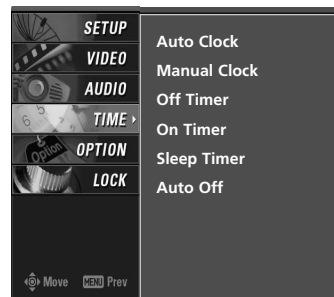 SETUP
VIDEO
AUDIO
TIME
OPTION
LOCK
Move MENU Prev
Auto Clock
Manual Clock
Off Timer
On Timer
Sleep Timer
Auto Off